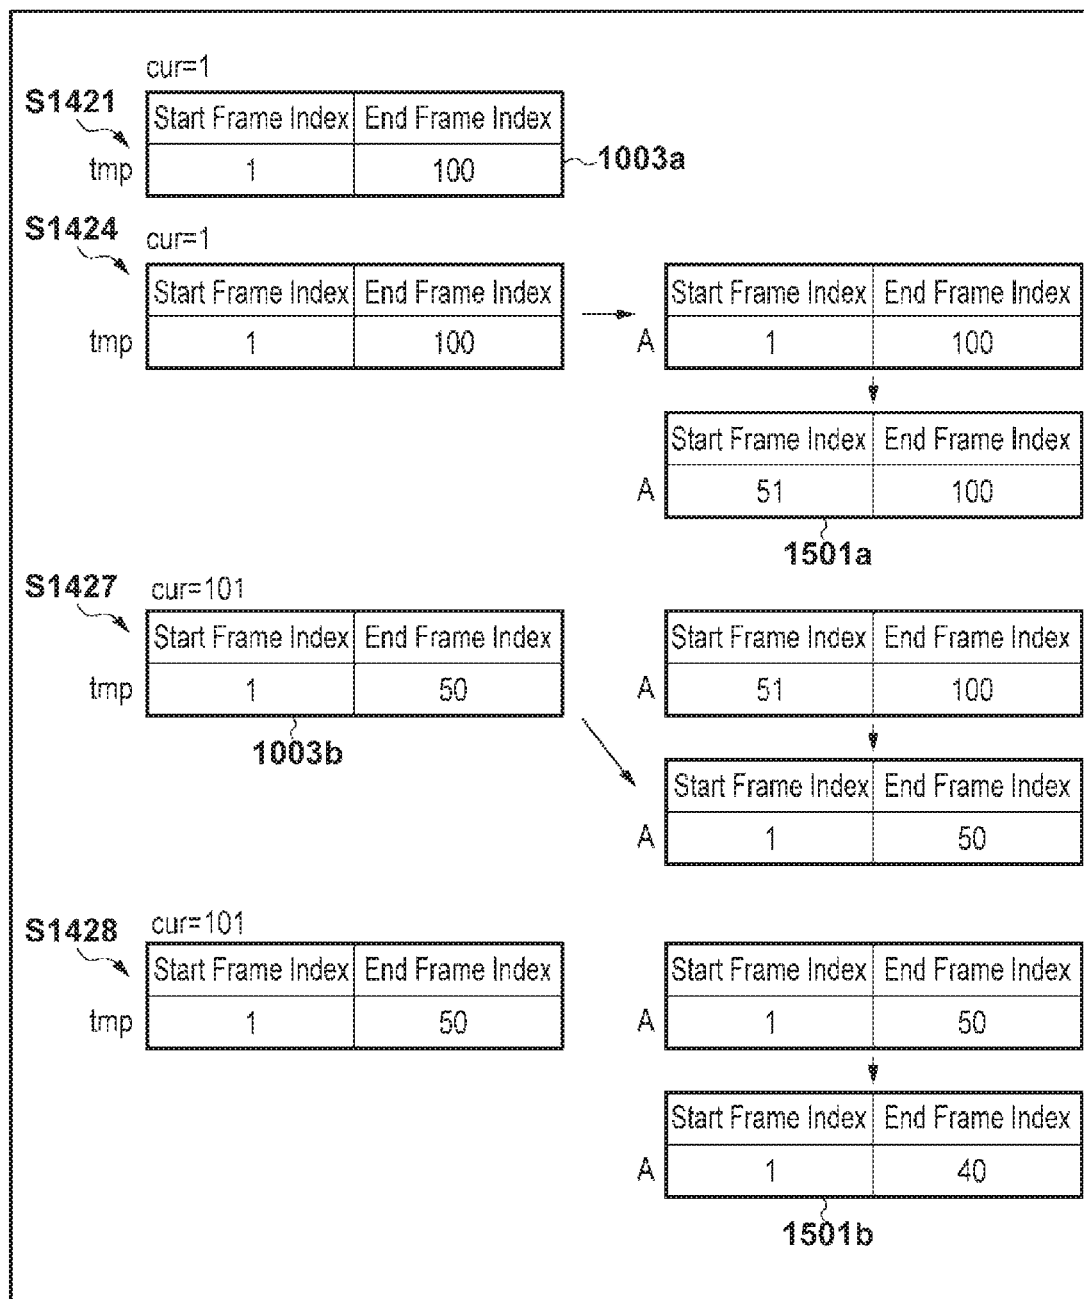 cur=1
S1421
Start Frame Index End Frame Index
tmp 1 100 1003a
S1424 cur=1
Start Frame Index End Frame Index Start Frame Index End Frame Index
tmp 1 100 A 1 100
Start Frame Index End Frame Index
A 51 100
1501a
S1427 cur=101
Start Frame Index End Frame Index Start Frame Index End Frame Index
tmp 1 50 A 51 100
1003b
Start Frame Index End Frame Index
A 1 50
S1428 cur=101
Start Frame Index End Frame Index Start Frame Index End Frame Index
tmp 1 50 A 1 50
Start Frame Index End Frame Index
A 1 40
1501b